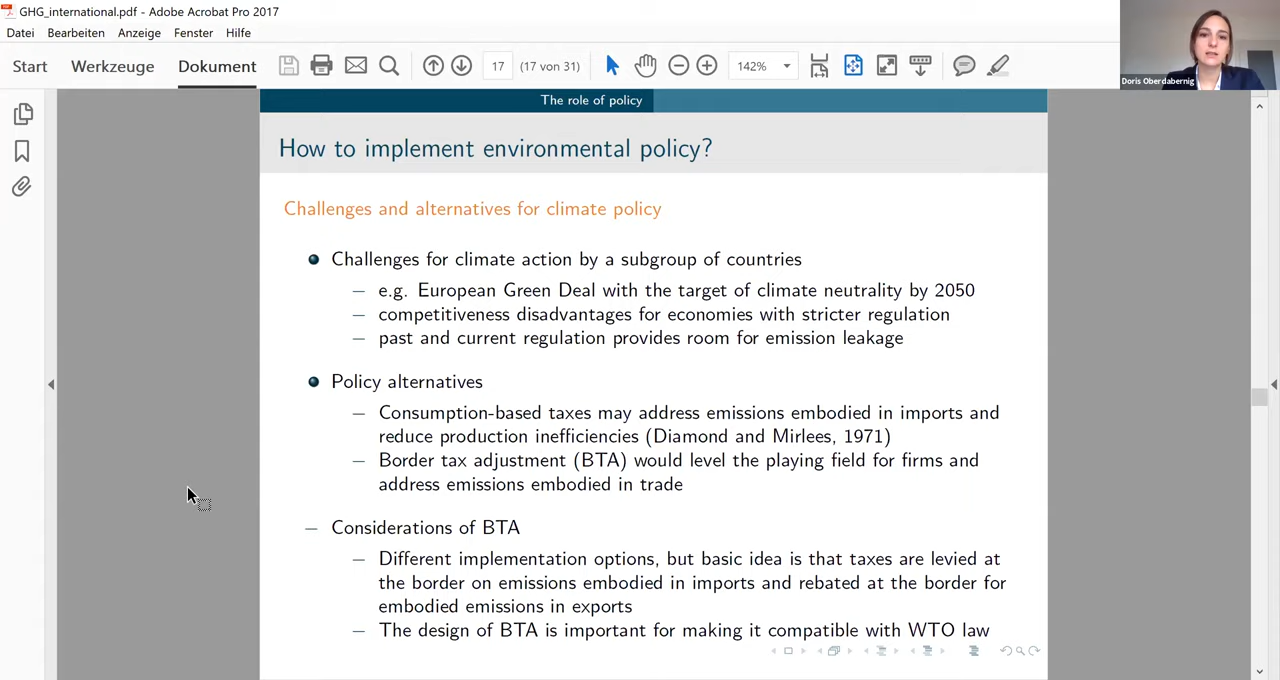 GHG_international.pdf - Adobe Acrobat Pro 2017
Datei Bearbeiten Anzeige Fenster Hilfe
Start Werkzeuge Dokument 17 (17 von 31) 142%
Doris Oberdabernig
The role of policy
How to implement environmental policy?
Challenges and alternatives for climate policy
Challenges for climate action by a subgroup of countries
– e.g. European Green Deal with the target of climate neutrality by 2050
– competitiveness disadvantages for economies with stricter regulation
– past and current regulation provides room for emission leakage
Policy alternatives
– Consumption-based taxes may address emissions embodied in imports and
reduce production inefficiencies (Diamond and Mirlees, 1971)
– Border tax adjustment (BTA) would level the playing field for firms and
address emissions embodied in trade
– Considerations of BTA
– Different implementation options, but basic idea is that taxes are levied at
the border on emissions embodied in imports and rebated at the border for
embodied emissions in exports
– The design of BTA is important for making it compatible with WTO law